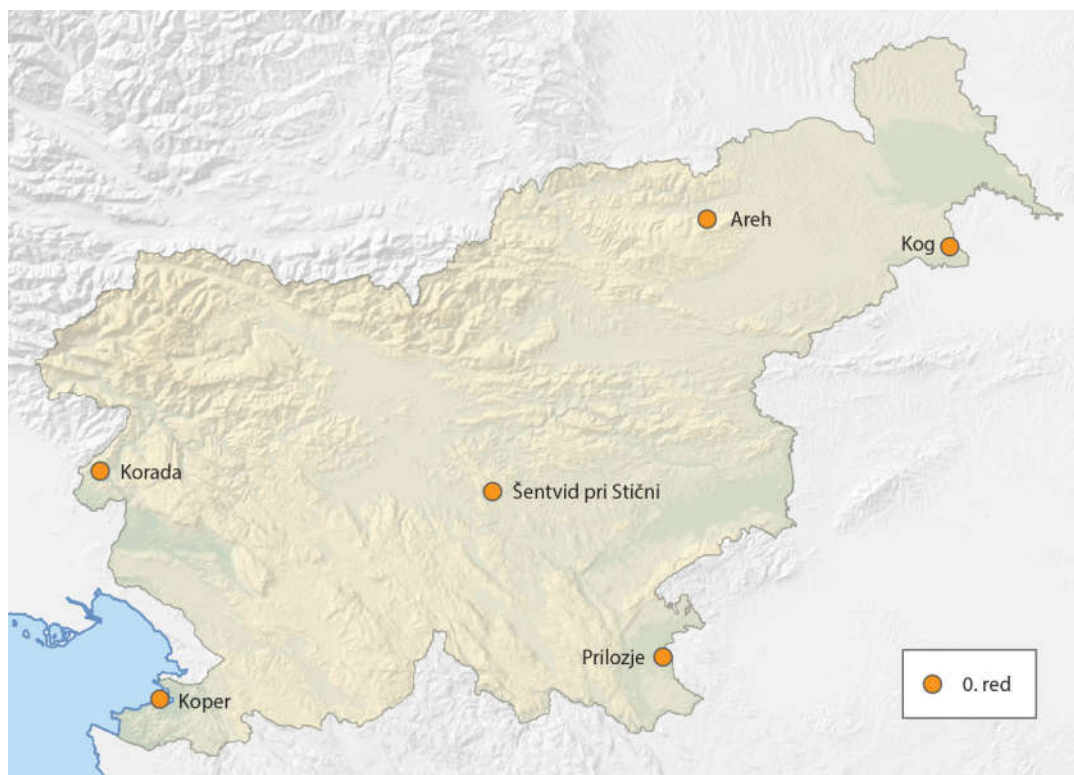 Areh
Kog
Korada
Šentvid pri Stični
Prilozje
Koper
0. red